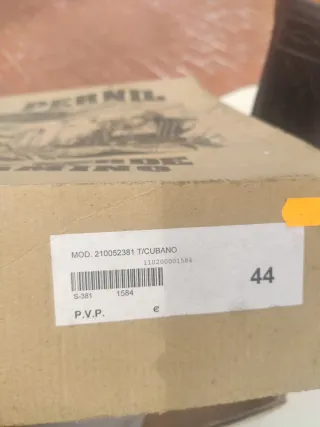 PERNIL
MOD. 210052381 T/CUBANO
110200001584
44
S-381 1584
P.V.P. €